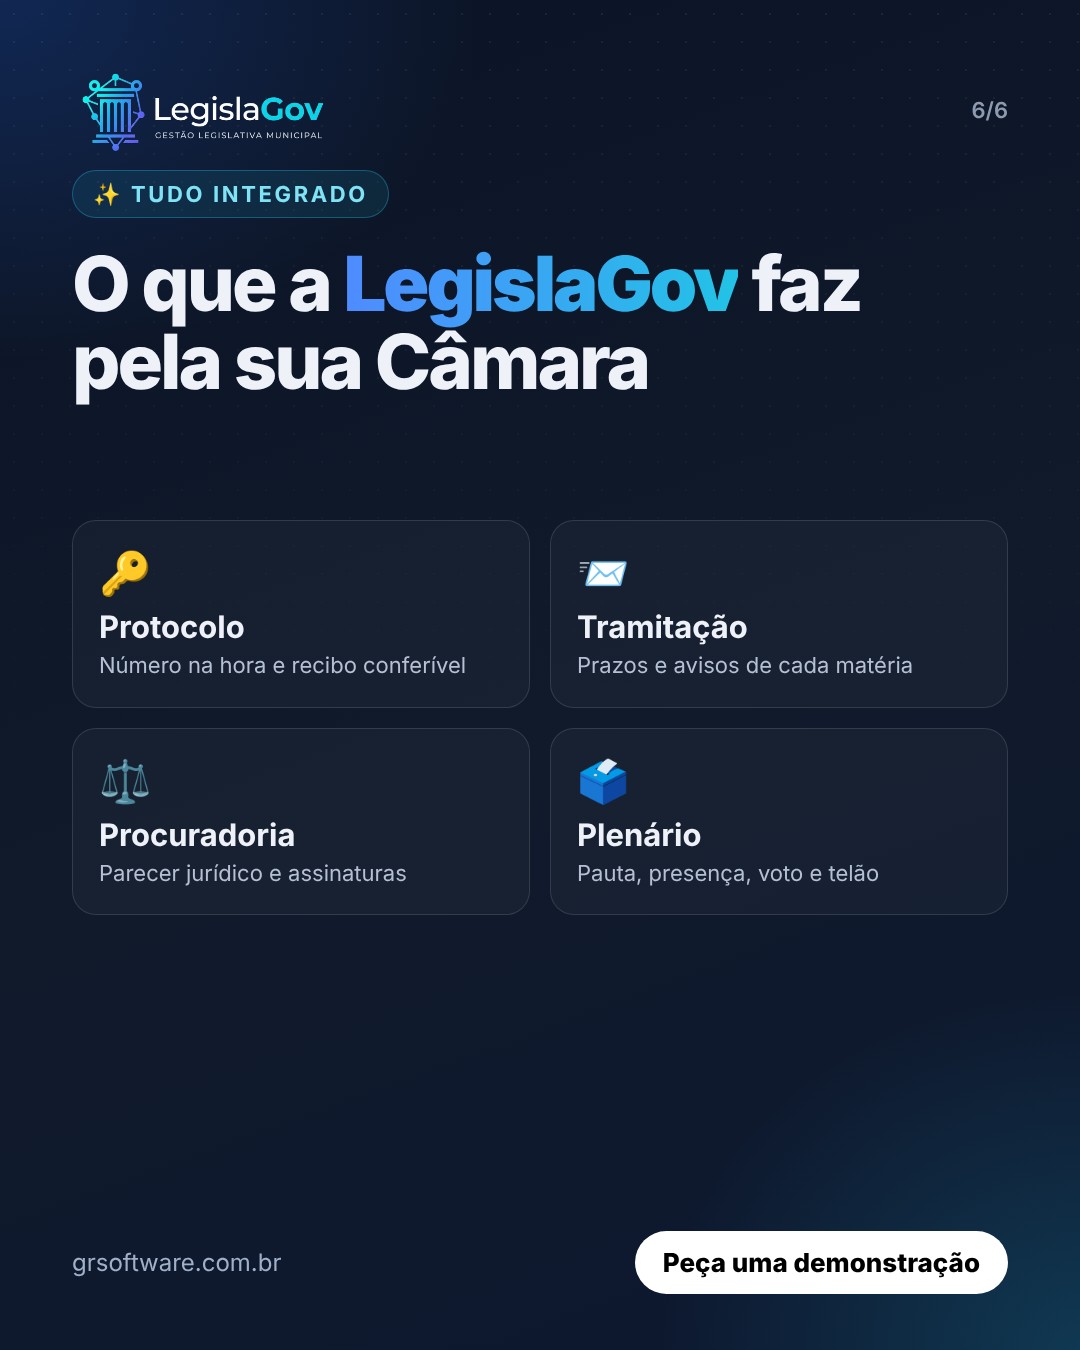 LegislaGov
GESTÃO LEGISLATIVA MUNICIPAL
6/6
✨ TUDO INTEGRADO
O que a LegislaGov faz
pela sua Câmara
Protocolo
Número na hora e recibo conferível
Tramitação
Prazos e avisos de cada matéria
Procuradoria
Parecer jurídico e assinaturas
Plenário
Pauta, presença, voto e telão
grsoftware.com.br
Peça uma demonstração